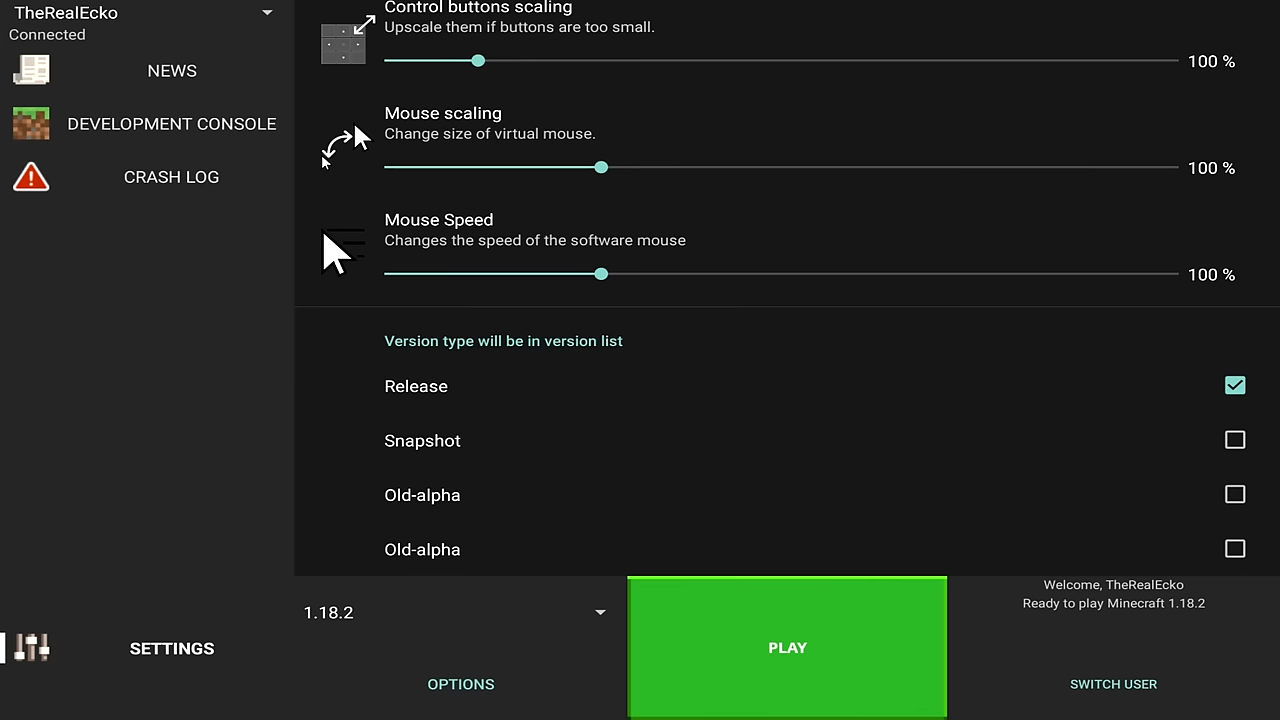 TheRealEcko
Connected
NEWS
DEVELOPMENT CONSOLE
CRASH LOG
SETTINGS
Control buttons scaling
Upscale them if buttons are too small.
100 %
Mouse scaling
Change size of virtual mouse.
100 %
Mouse Speed
Changes the speed of the software mouse
100 %
Version type will be in version list
Release
Snapshot
Old-alpha
Old-alpha
1.18.2
OPTIONS
PLAY
Welcome, TheRealEcko
Ready to play Minecraft 1.18.2
SWITCH USER